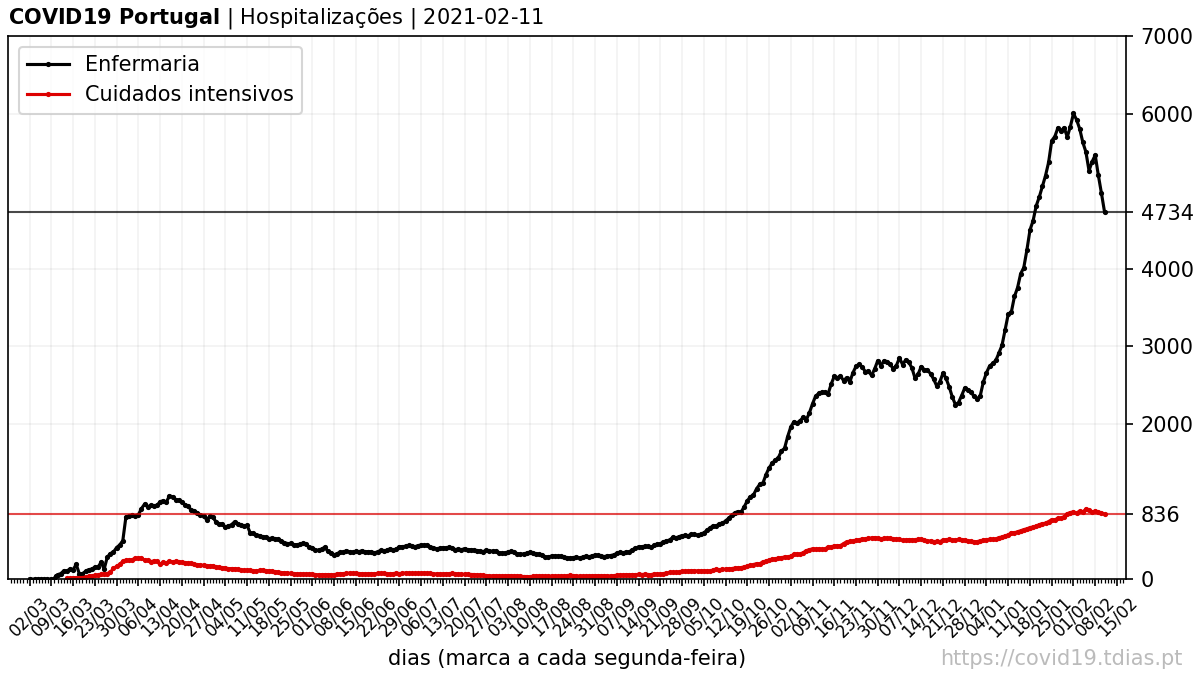 COVID19 Portugal | Hospitalizações | 2021-02-11
Enfermaria
Cuidados intensivos
7000
6000
4734
4000
3000
2000
836
0
02/03 09/03 16/03 23/03 30/03 06/04 13/04 20/04 27/04 04/05 11/05 18/05 25/05 01/06 08/06 15/06 22/06 29/06 06/07 13/07 20/07 27/07 03/08 10/08 17/08 24/08 31/08 07/09 14/09 21/09 28/09 05/10 12/10 19/10 26/10 02/11 09/11 16/11 23/11 30/11 07/12 14/12 21/12 28/12 04/01 11/01 18/01 25/01 01/02 08/02 15/02
dias (marca a cada segunda-feira)
https://covid19.tdias.pt